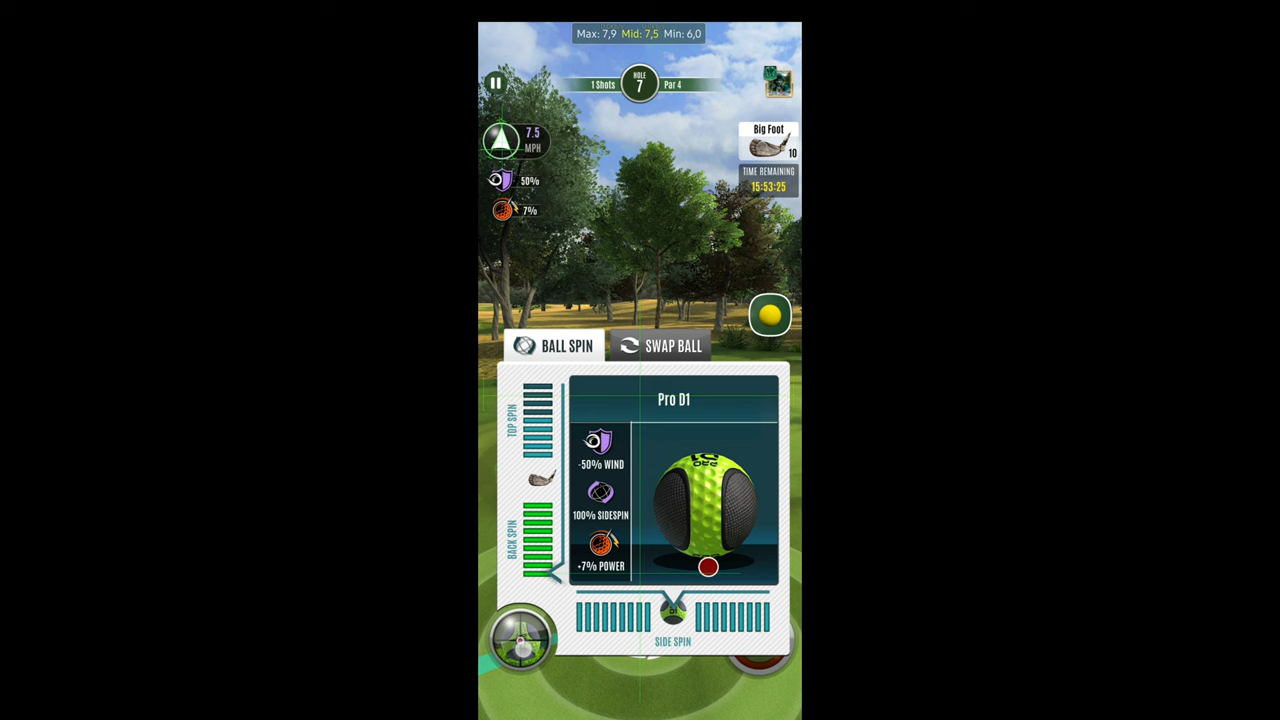 Max: 7,9 Mid: 7,5 Min: 6,0
1 Shots
HOLE
7
Par 4
7.5
MPH
50%
7%
Big Foot
10
TIME REMAINING
15:53:25
BALL SPIN
SWAP BALL
TOP SPIN
BACK SPIN
Pro D1
-50% WIND
100% SIDESPIN
+7% POWER
PRO
D1
SIDE SPIN